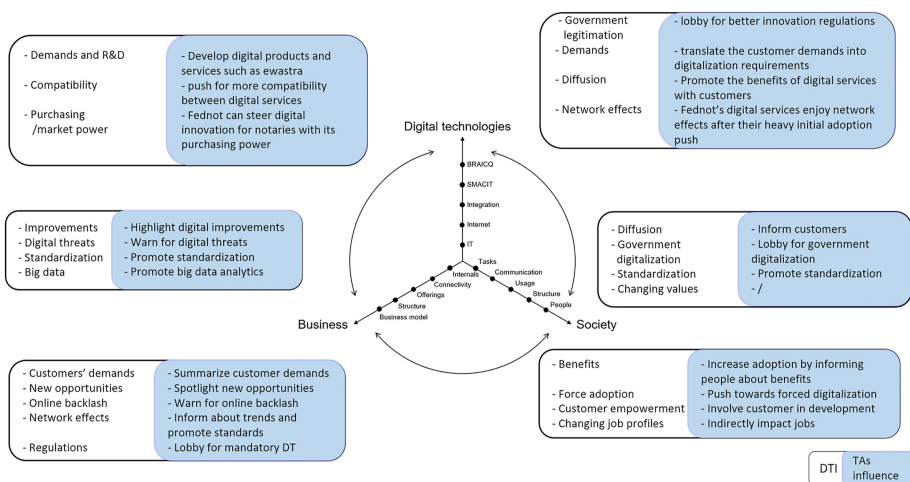 - Demands and R&D
- Compatibility
- Purchasing
/market power
- Develop digital products and
services such as ewastra
- push for more compatibility
between digital services
- Fednot can steer digital
innovation for notaries with its
purchasing power
- Government
legitimation
- Demands
- Diffusion
- Network effects
- lobby for better innovation regulations
- translate the customer demands into
digitalization requirements
- Promote the benefits of digital services
with customers
- Fednot's digital services enjoy network
effects after their heavy initial adoption
push
Digital technologies
BRAICQ
SMACIT
Integration
Internet
IT
- Improvements
- Digital threats
- Standardization
- Big data
- Highlight digital improvements
- Warn for digital threats
- Promote standardization
- Promote big data analytics
Internals
Connectivity
Offerings
Structure
Business model
Business
Tasks
Communication
Usage
Structure
People
Society
- Diffusion
- Government
digitalization
- Standardization
- Changing values
- Inform customers
- Lobby for government
digitalization
- Promote standardization
- /
- Customers' demands
- New opportunities
- Online backlash
- Network effects
- Regulations
- Summarize customer demands
- Spotlight new opportunities
- Warn for online backlash
- Inform about trends and
promote standards
- Lobby for mandatory DT
- Benefits
- Force adoption
- Customer empowerment
- Changing job profiles
- Increase adoption by informing
people about benefits
- Push towards forced digitalization
- Involve customer in development
- Indirectly impact jobs
DTI
TAs
influence